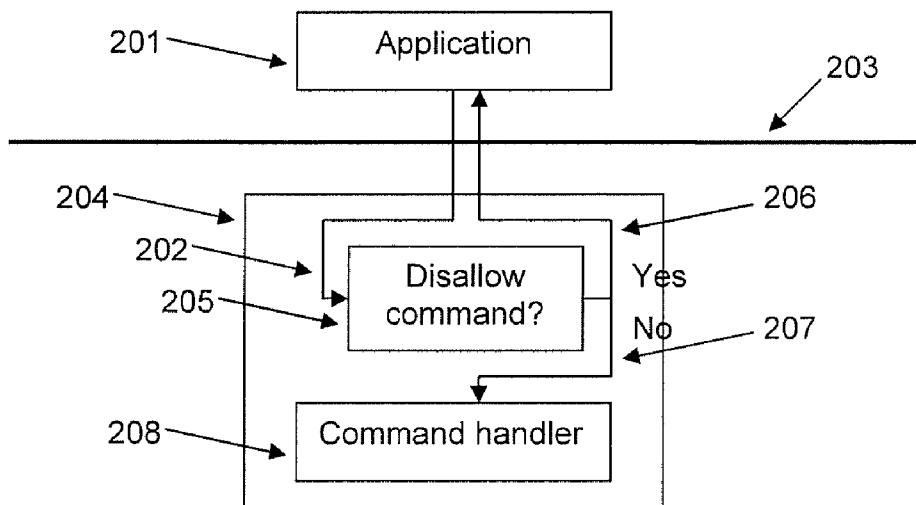 201
Application
203
204
206
202
Disallow
command?
Yes
205
No
207
208
Command handler